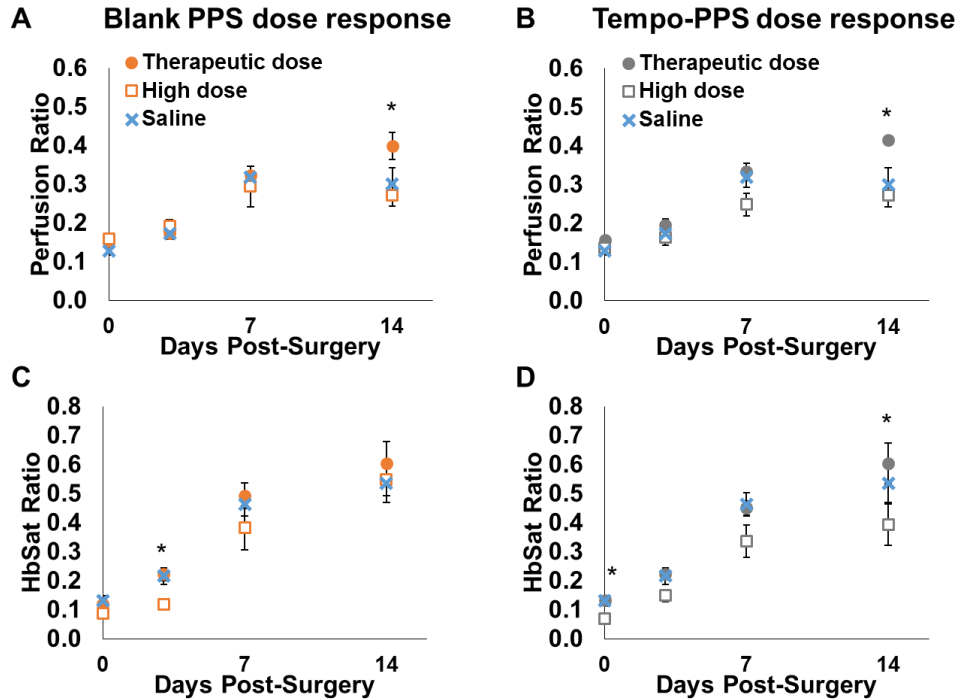 A Blank PPS dose response
Perfusion Ratio
0.6
0.5
0.4
0.3
0.2
0.1
0.0
Therapeutic dose
High dose
Saline
*
0 7 14
Days Post-Surgery
B Tempo-PPS dose response
Perfusion Ratio
0.6
0.5
0.4
0.3
0.2
0.1
0.0
Therapeutic dose
High dose
Saline
*
0 7 14
Days Post-Surgery
C
HbSat Ratio
0.8
0.7
0.6
0.5
0.4
0.3
0.2
0.1
0.0
*
0 7 14
Days Post-Surgery
D
HbSat Ratio
0.8
0.7
0.6
0.5
0.4
0.3
0.2
0.1
0.0
*
*
0 7 14
Days Post-Surgery